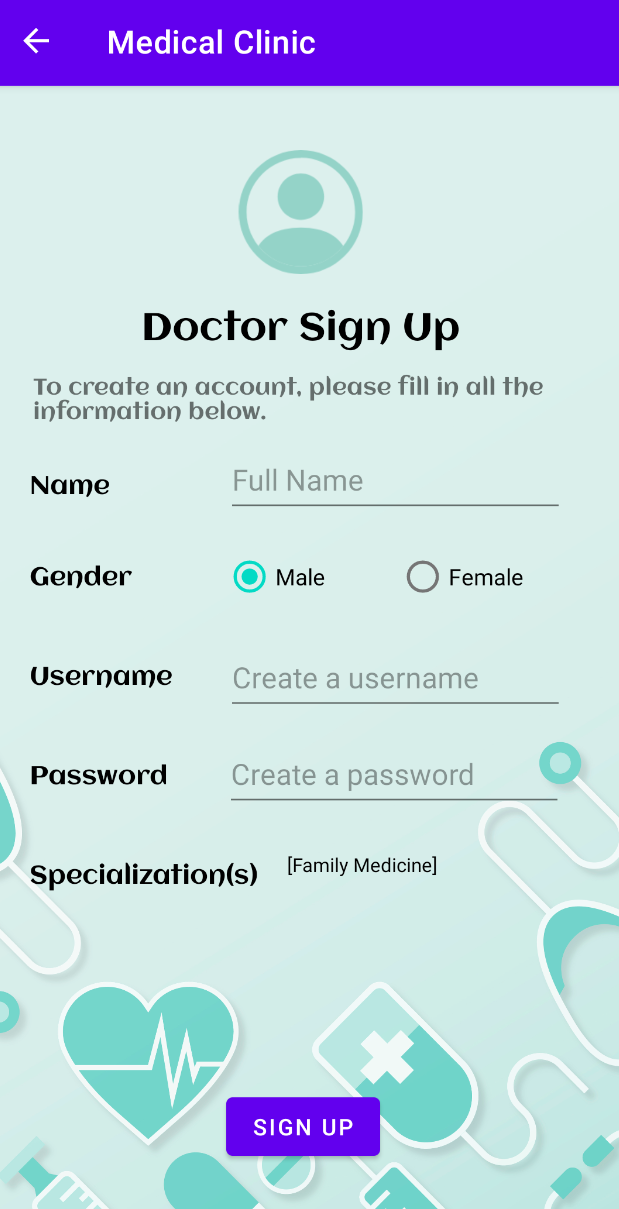 Medical Clinic
Doctor Sign Up
To create an account, please fill in all the
information below.
Name
Full Name
Gender
Male
Female
Username
Create a username
Password
Create a password
Specialization(s)
[Family Medicine]
SIGN UP